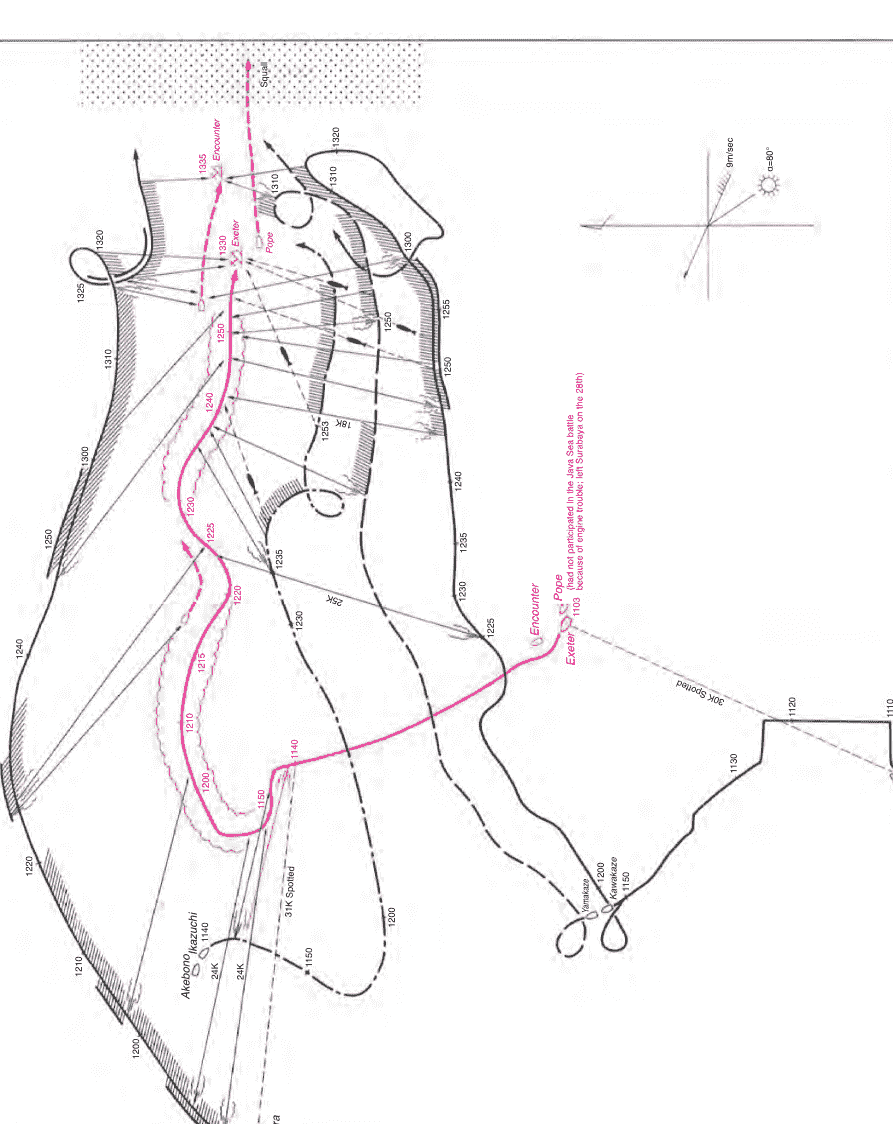 Squall
1320
Encounter
1335
1310
1310
9m/sec
α=80°
1320
1330
Exeter
Pope
1300
1325
1250
1250
1255
1310
1250
1240
18K
1253
(had not participated in the Java Sea battle
because of engine trouble; left Surabaya on the 28th)
1300
1230
1240
1250
1225
1235
1235
1220
25K
1230
1230
1225
Encounter
Pope
1103
Exeter
1240
1215
30K Spotted
1210
1140
1120
1110
1200
1150
1130
1220
31K Spotted
1200
Yamakaze
Kawakaze
1200
1150
Akebono
Ikazuchi
1140
24K
24K
1150
1210
1200
ra